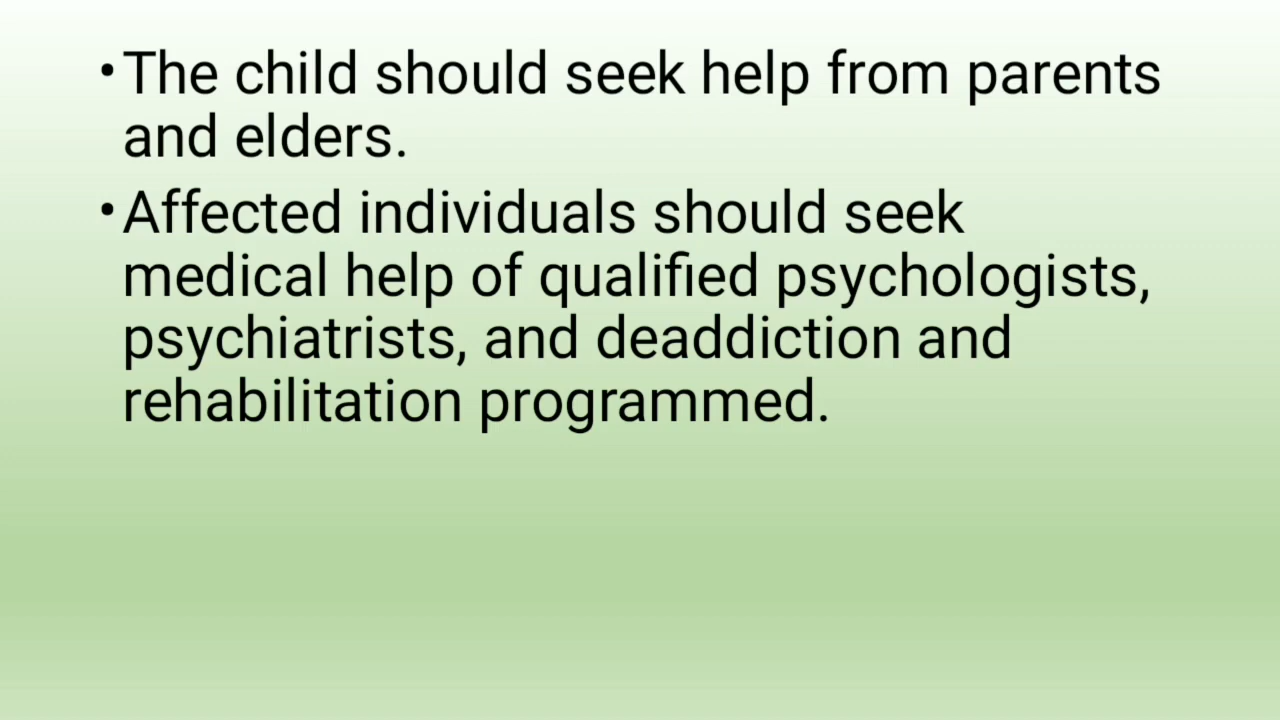 •The child should seek help from parents
and elders.
•Affected individuals should seek
medical help of qualified psychologists,
psychiatrists, and deaddiction and
rehabilitation programmed.